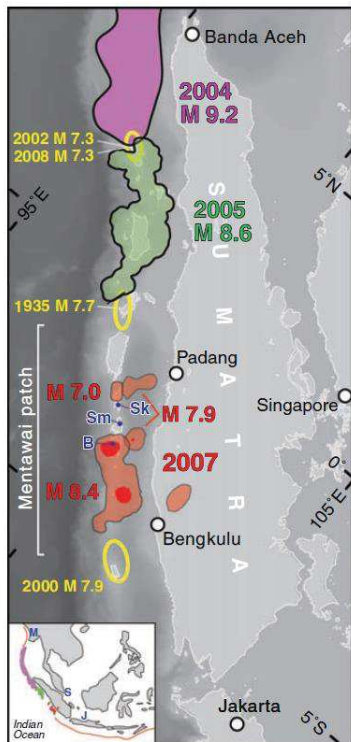 Banda Aceh
2004
M 9.2
2002 M 7.3
2008 M 7.3
5°N
95°E
2005
M 8.6
SUMATRA
1935 M 7.7
Mentawai patch
Padang
M 7.0
Sk
M 7.9
Sm
Singapore
B
2007
0°
M 8.4
105°E
Bengkulu
2000 M 7.9
M
S
J
Indian
Ocean
Jakarta
5°S